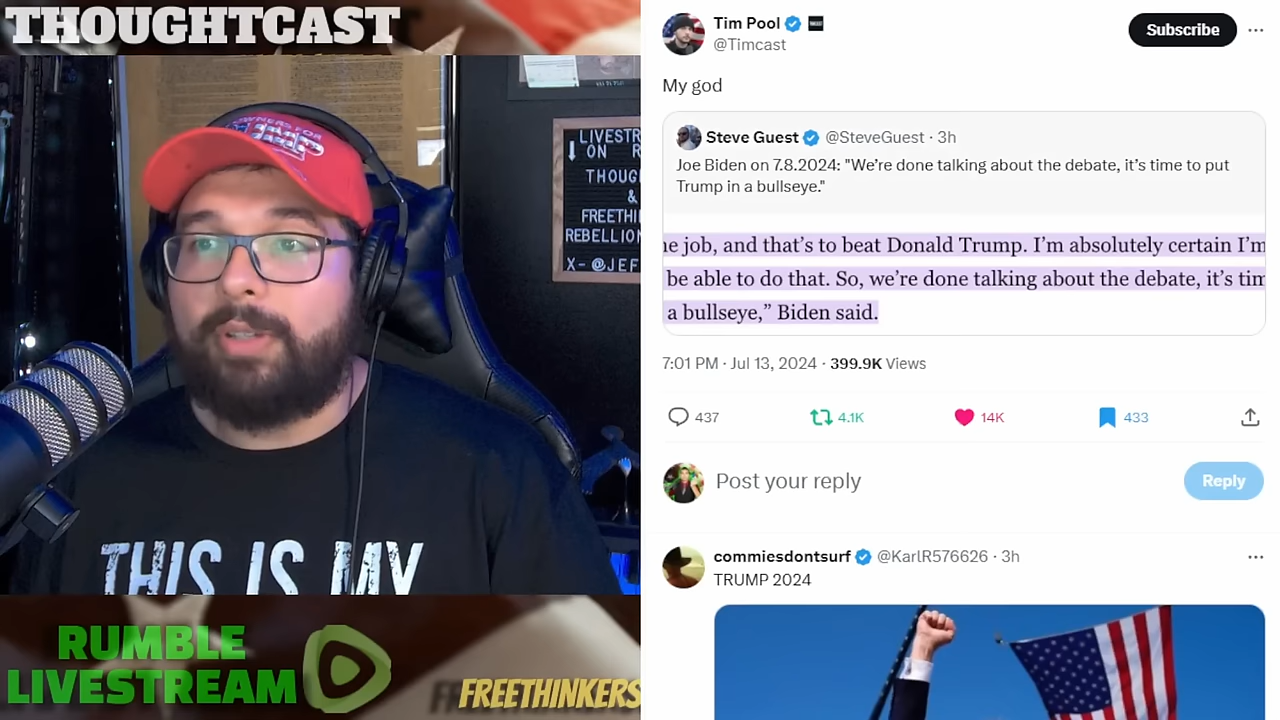 THOUGHTCAST
LIVESTR
ON R
THOUG
&
FREETHI
REBELLION
X-@JEF
THIS IS MY
RUMBLE
LIVESTREAM
FREETHINKERS
Tim Pool
@Timcast
Subscribe
My god
Steve Guest @SteveGuest · 3h
Joe Biden on 7.8.2024: "We're done talking about the debate, it's time to put
Trump in a bullseye."
e job, and that's to beat Donald Trump. I'm absolutely certain I'm
be able to do that. So, we're done talking about the debate, it's tim
a bullseye," Biden said.
7:01 PM · Jul 13, 2024 · 399.9K Views
437 4.1K 14K 433
Post your reply
Reply
commiesdontsurf @KarlR576626 · 3h
TRUMP 2024